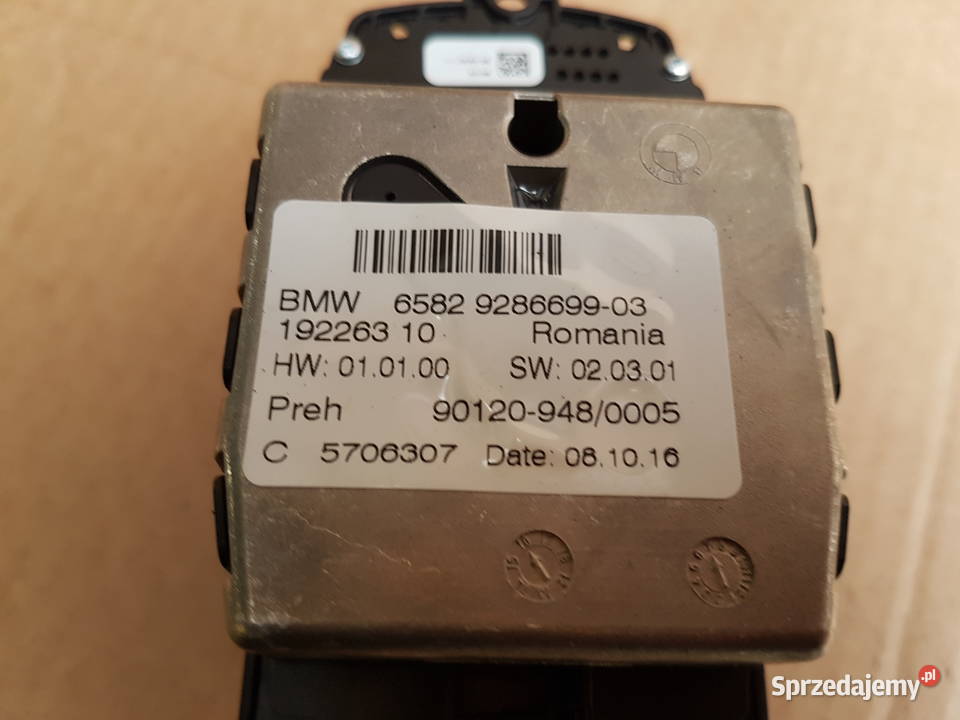 BMW 6582 9286699-03
192263 10 Romania
HW: 01.01.00 SW: 02.03.01
Preh 90120-948/0005
C 5706307 Date: 08.10.16
Sprzedajemy.pl